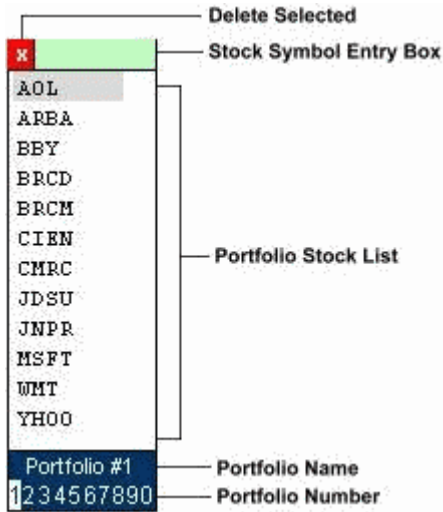 Delete Selected
x
Stock Symbol Entry Box
AOL
ARBA
BBY
BRCD
BRCM
CIEN
CMRC
JDSU
JNPR
MSFT
WMT
YHOO
Portfolio Stock List
Portfolio #1
Portfolio Name
1234567890
Portfolio Number